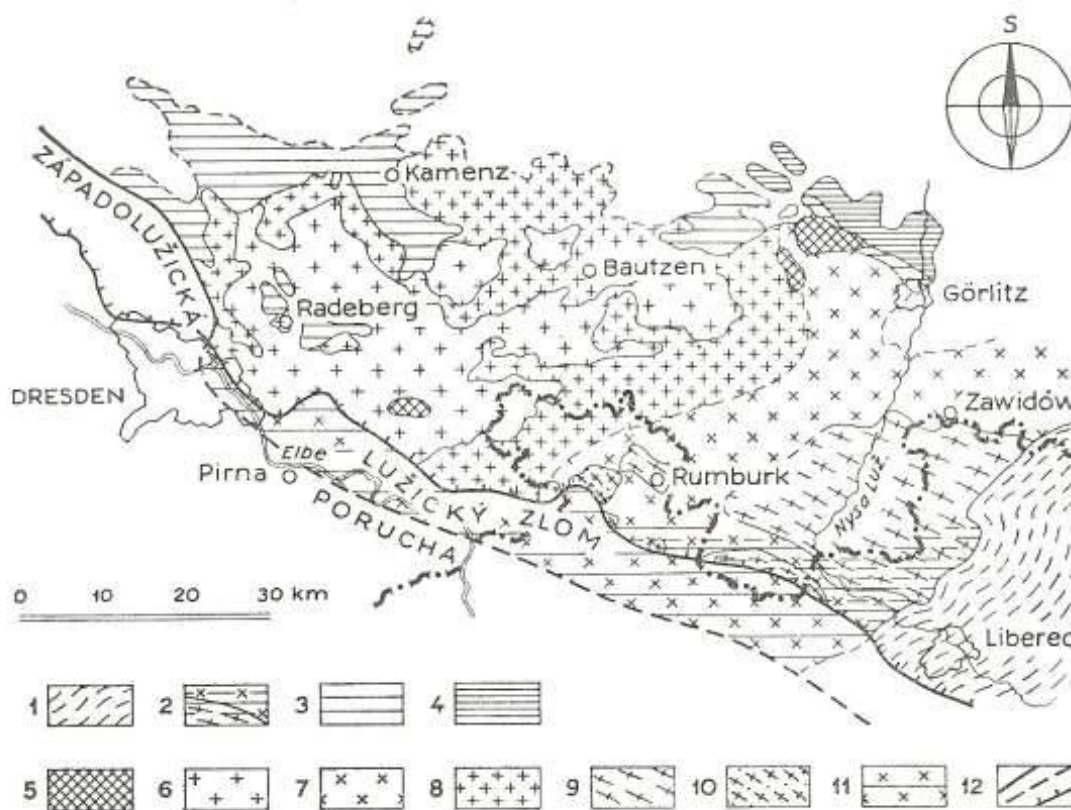 S
ZÁPADOLUŽICKÁ
Kamenz
Bautzen
Görlitz
Radeberg
DRESDEN
Zawidów
Elbe
Pirna
LUŽICKÝ ZLOM
PORUCHA
Rumburk
Nysa LUŽ.
Liberec
0 10 20 30 km
1 2 3 4
5 6 7 8 9 10 11 12